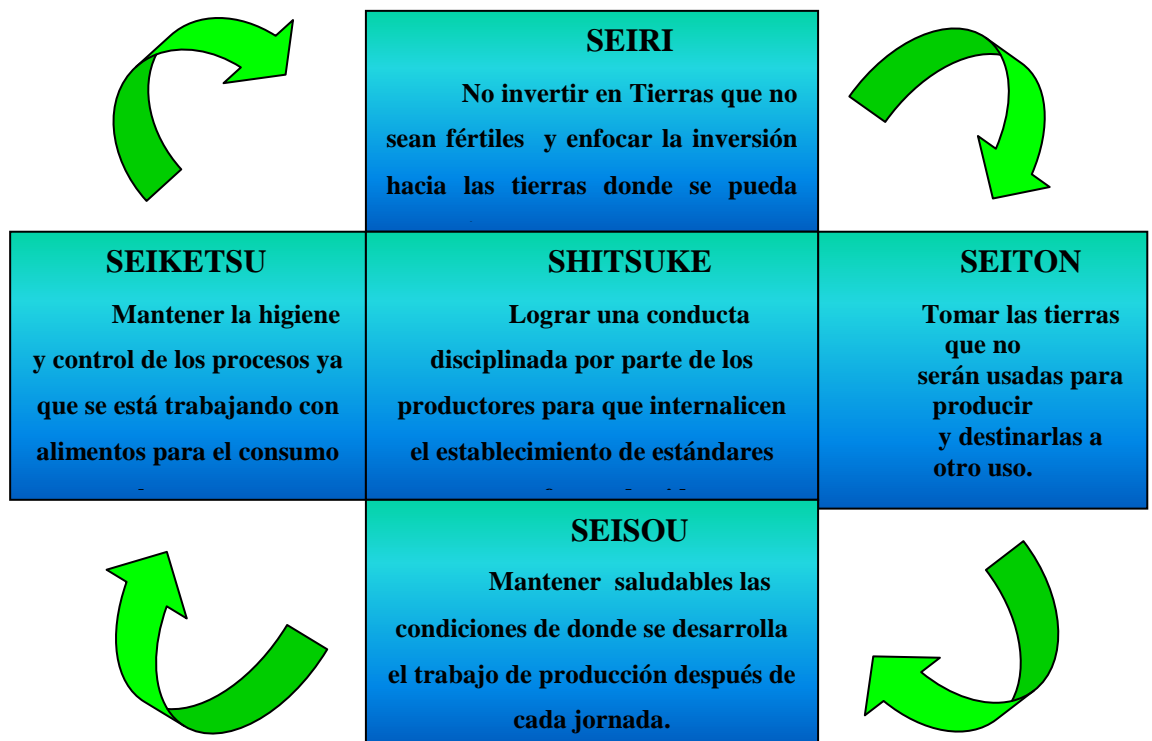 SEIRI
No invertir en Tierras que no
sean fértiles y enfocar la inversión
hacia las tierras donde se pueda
SEIKETSU
Mantener la higiene
y control de los procesos ya
que se está trabajando con
alimentos para el consumo
SHITSUKE
Lograr una conducta
disciplinada por parte de los
productores para que internalicen
el establecimiento de estándares
SEITON
Tomar las tierras
que no
serán usadas para
producir
y destinarlas a
otro uso.
SEISOU
Mantener saludables las
condiciones de donde se desarrolla
el trabajo de producción después de
cada jornada.